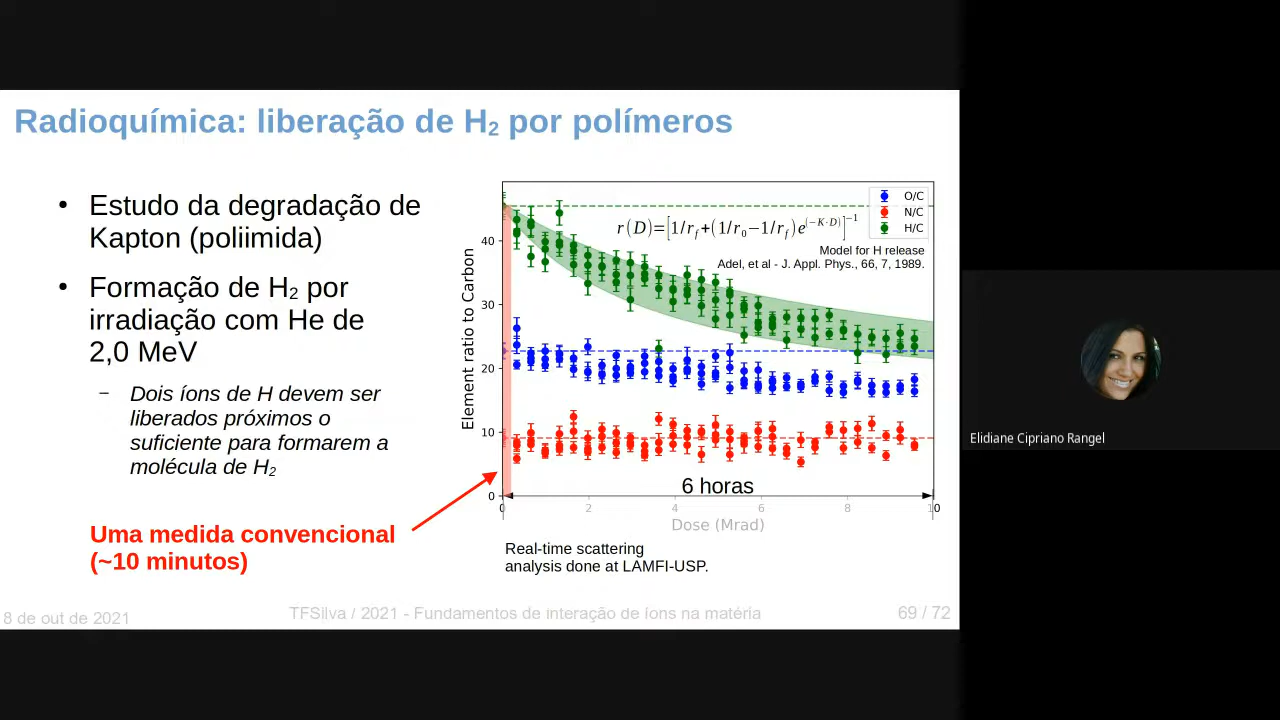 Radioquímica: liberação de H₂ por polímeros
• Estudo da degradação de
Kapton (poliimida)
• Formação de H₂ por
irradiação com He de
2,0 MeV
– Dois íons de H devem ser
liberados próximos o
suficiente para formarem a
molécula de H₂
Uma medida convencional
(~10 minutos)
Element ratio to Carbon
40
30
20
10
0
O/C
N/C
H/C
r(D)=[1/r_f+(1/r_0−1/r_f)e^(−K·D)]^−1
Model for H release
Adel, et al - J. Appl. Phys., 66, 7, 1989.
6 horas
0 2 4 6 8 10
Dose (Mrad)
Real-time scattering
analysis done at LAMFI-USP.
8 de out de 2021
TFSilva / 2021 - Fundamentos de interação de íons na matéria
69 / 72
Elidiane Cipriano Rangel